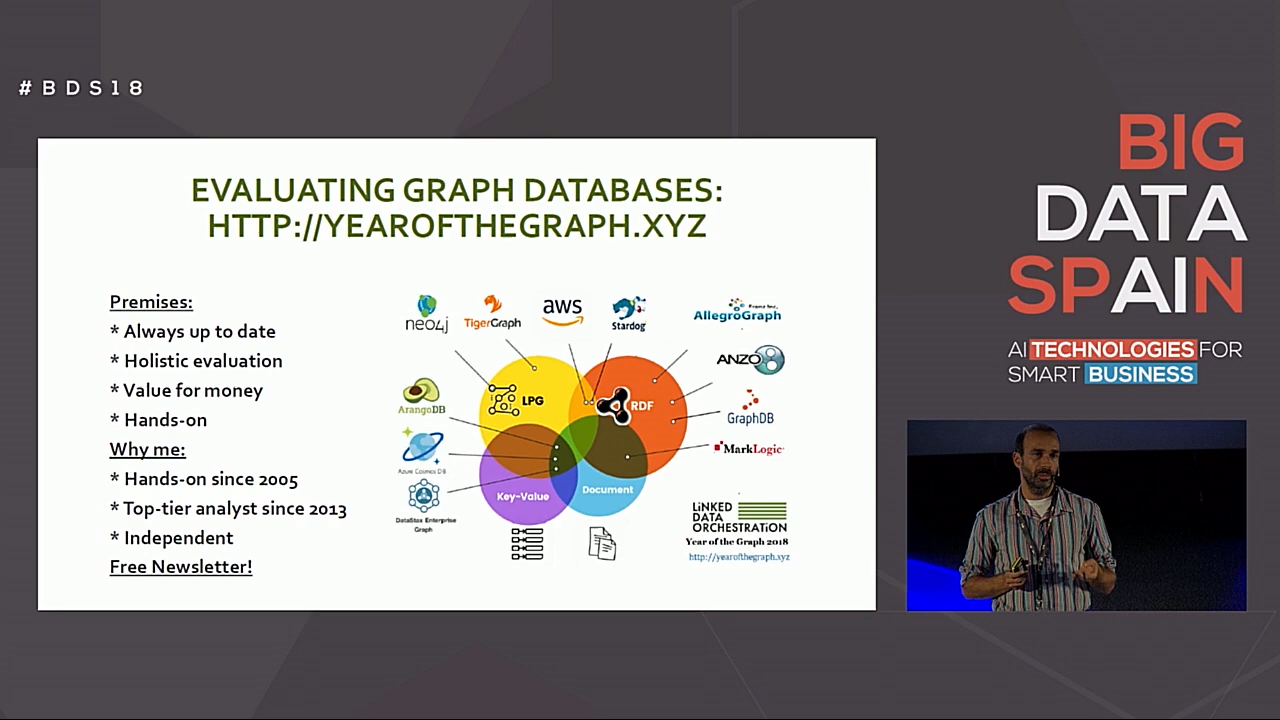 #BDS18
EVALUATING GRAPH DATABASES:
HTTP://YEAROFTHEGRAPH.XYZ
Premises:
* Always up to date
* Holistic evaluation
* Value for money
* Hands-on
Why me:
* Hands-on since 2005
* Top-tier analyst since 2013
* Independent
Free Newsletter!
neo4j
TigerGraph
aws
Stardog
Franz Inc.
AllegroGraph
ANZO
GraphDB
MarkLogic
ArangoDB
Azure Cosmos DB
DataStax Enterprise
Graph
LPG
RDF
Key-Value
Document
LINKED
DATA
ORCHESTRATION
Year of the Graph 2018
http://yearofthegraph.xyz
BIG
DATA
SPAIN
AI TECHNOLOGIES FOR
SMART BUSINESS